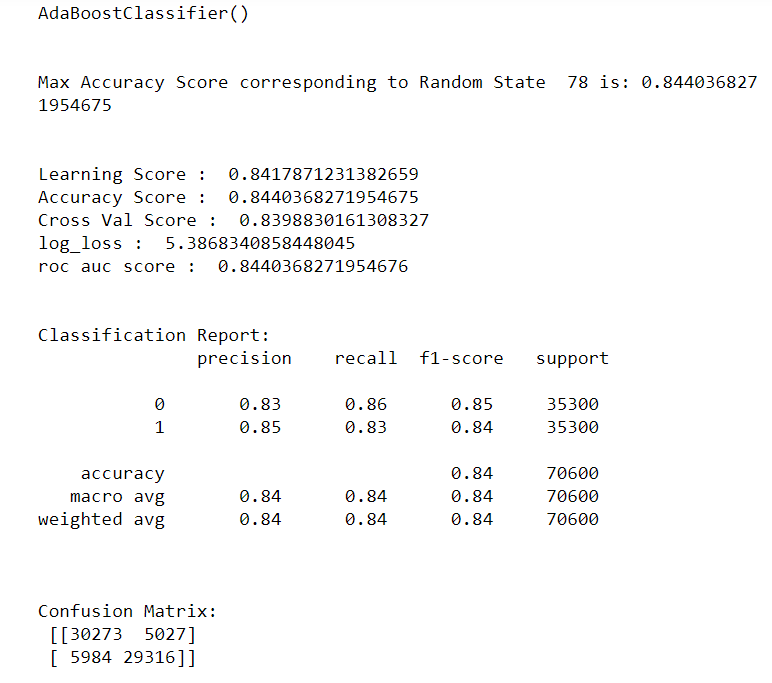 AdaBoostClassifier()
Max Accuracy Score corresponding to Random State  78 is: 0.844036827
1954675
Learning Score :  0.8417871231382659
Accuracy Score :  0.8440368271954675
Cross Val Score :  0.8398830161308327
log_loss :  5.3868340858448045
roc auc score :  0.8440368271954676
Classification Report:
precision    recall  f1-score   support
0       0.83      0.86      0.85     35300
1       0.85      0.83      0.84     35300
accuracy                           0.84     70600
macro avg       0.84      0.84      0.84     70600
weighted avg       0.84      0.84      0.84     70600
Confusion Matrix:
[[30273  5027]
[ 5984 29316]]